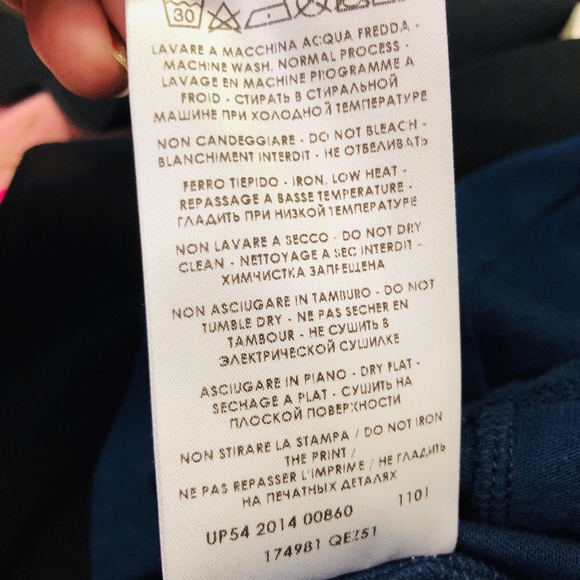 30
LAVARE A MACCHINA ACQUA FREDDA -
MACHINE WASH, NORMAL PROCESS -
LAVAGE EN MACHINE PROGRAMME A
FROID - СТИРАТЬ В СТИРАЛЬНОЙ
МАШИНЕ ПРИ ХОЛОДНОЙ ТЕМПЕРАТУРЕ
NON CANDEGGIARE - DO NOT BLEACH -
BLANCHIMENT INTERDIT - НЕ ОТБЕЛИВАТЬ
FERRO TIEPIDO - IRON, LOW HEAT -
REPASSAGE A BASSE TEMPERATURE -
ГЛАДИТЬ ПРИ НИЗКОЙ ТЕМПЕРАТУРЕ
NON LAVARE A SECCO - DO NOT DRY
CLEAN - NETTOYAGE A SEC INTERDIT -
ХИМЧИСТКА ЗАПРЕЩЕНА
NON ASCIUGARE IN TAMBURO - DO NOT
TUMBLE DRY - NE PAS SECHER EN
TAMBOUR - НЕ СУШИТЬ В
ЭЛЕКТРИЧЕСКОЙ СУШИЛКЕ
ASCIUGARE IN PIANO - DRY FLAT -
SECHAGE A PLAT - СУШИТЬ НА
ПЛОСКОЙ ПОВЕРХНОСТИ
NON STIRARE LA STAMPA / DO NOT IRON
THE PRINT /
NE PAS REPASSER L'IMPRIME / НЕ ГЛАДИТЬ
НА ПЕЧАТНЫХ ДЕТАЛЯХ
UP54 2014 00860 1101
174981 QEZ51